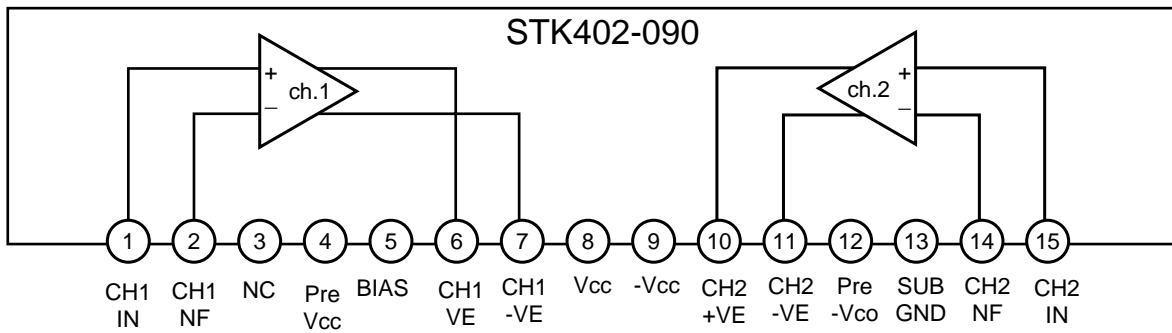 STK402-090
+
−
ch.1
ch.2
+
−
1
2
3
4
5
6
7
8
9
10
11
12
13
14
15
CH1
IN
CH1
NF
NC
Pre
Vcc
BIAS
CH1
VE
CH1
-VE
Vcc
-Vcc
CH2
+VE
CH2
-VE
Pre
-Vco
SUB
GND
CH2
NF
CH2
IN